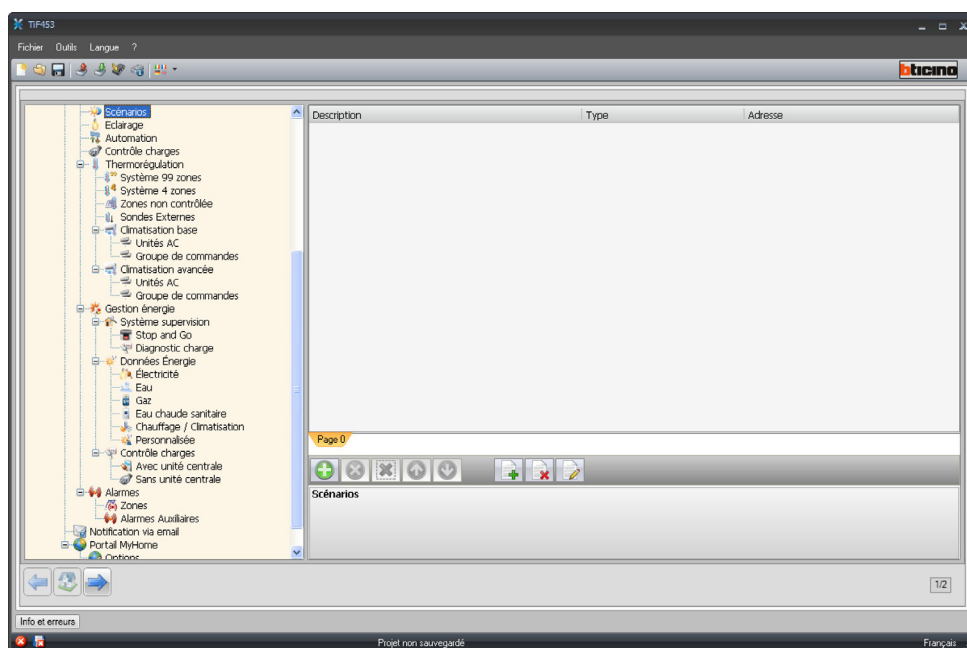 TiF453
Fichier Outils Langue ?
bticino
Scénarios
Eclairage
Automation
Contrôle charges
Thermorégulation
Système 99 zones
Système 4 zones
Zones non contrôlée
Sondes Externes
Climatisation base
Unités AC
Groupe de commandes
Climatisation avancée
Unités AC
Groupe de commandes
Gestion énergie
Système supervision
Stop and Go
Diagnostic charge
Données Énergie
Électricité
Eau
Gaz
Eau chaude sanitaire
Chauffage / Climatisation
Personnalisée
Contrôle charges
Avec unité centrale
Sans unité centrale
Alarmes
Zones
Alarmes Auxiliaires
Notification via email
Portail MyHome
Options
Description Type Adresse
Page 0
Scénarios
1/2
Info et erreurs
Projet non sauvegardé Français